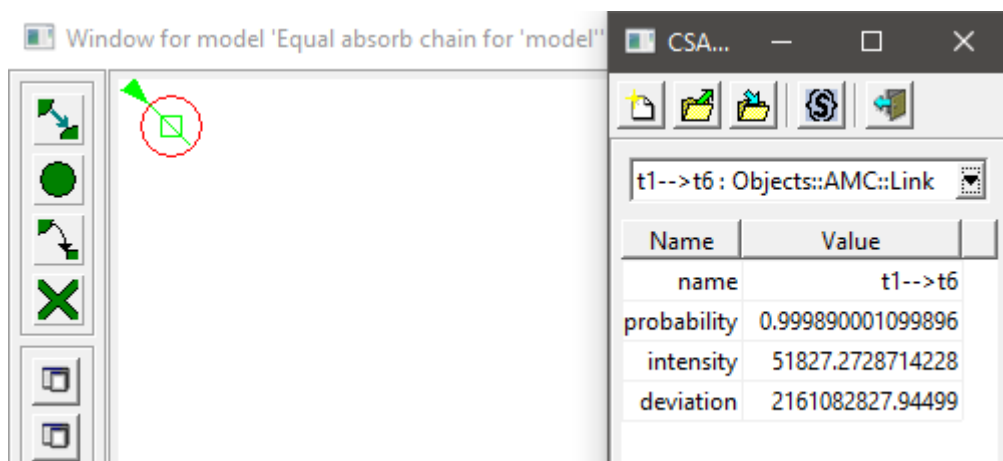 Window for model 'Equal absorb chain for 'model''
CSA...
t1-->t6 : Objects::AMC::Link
Name Value
name t1-->t6
probability 0.999890001099896
intensity 51827.2728714228
deviation 2161082827.94499